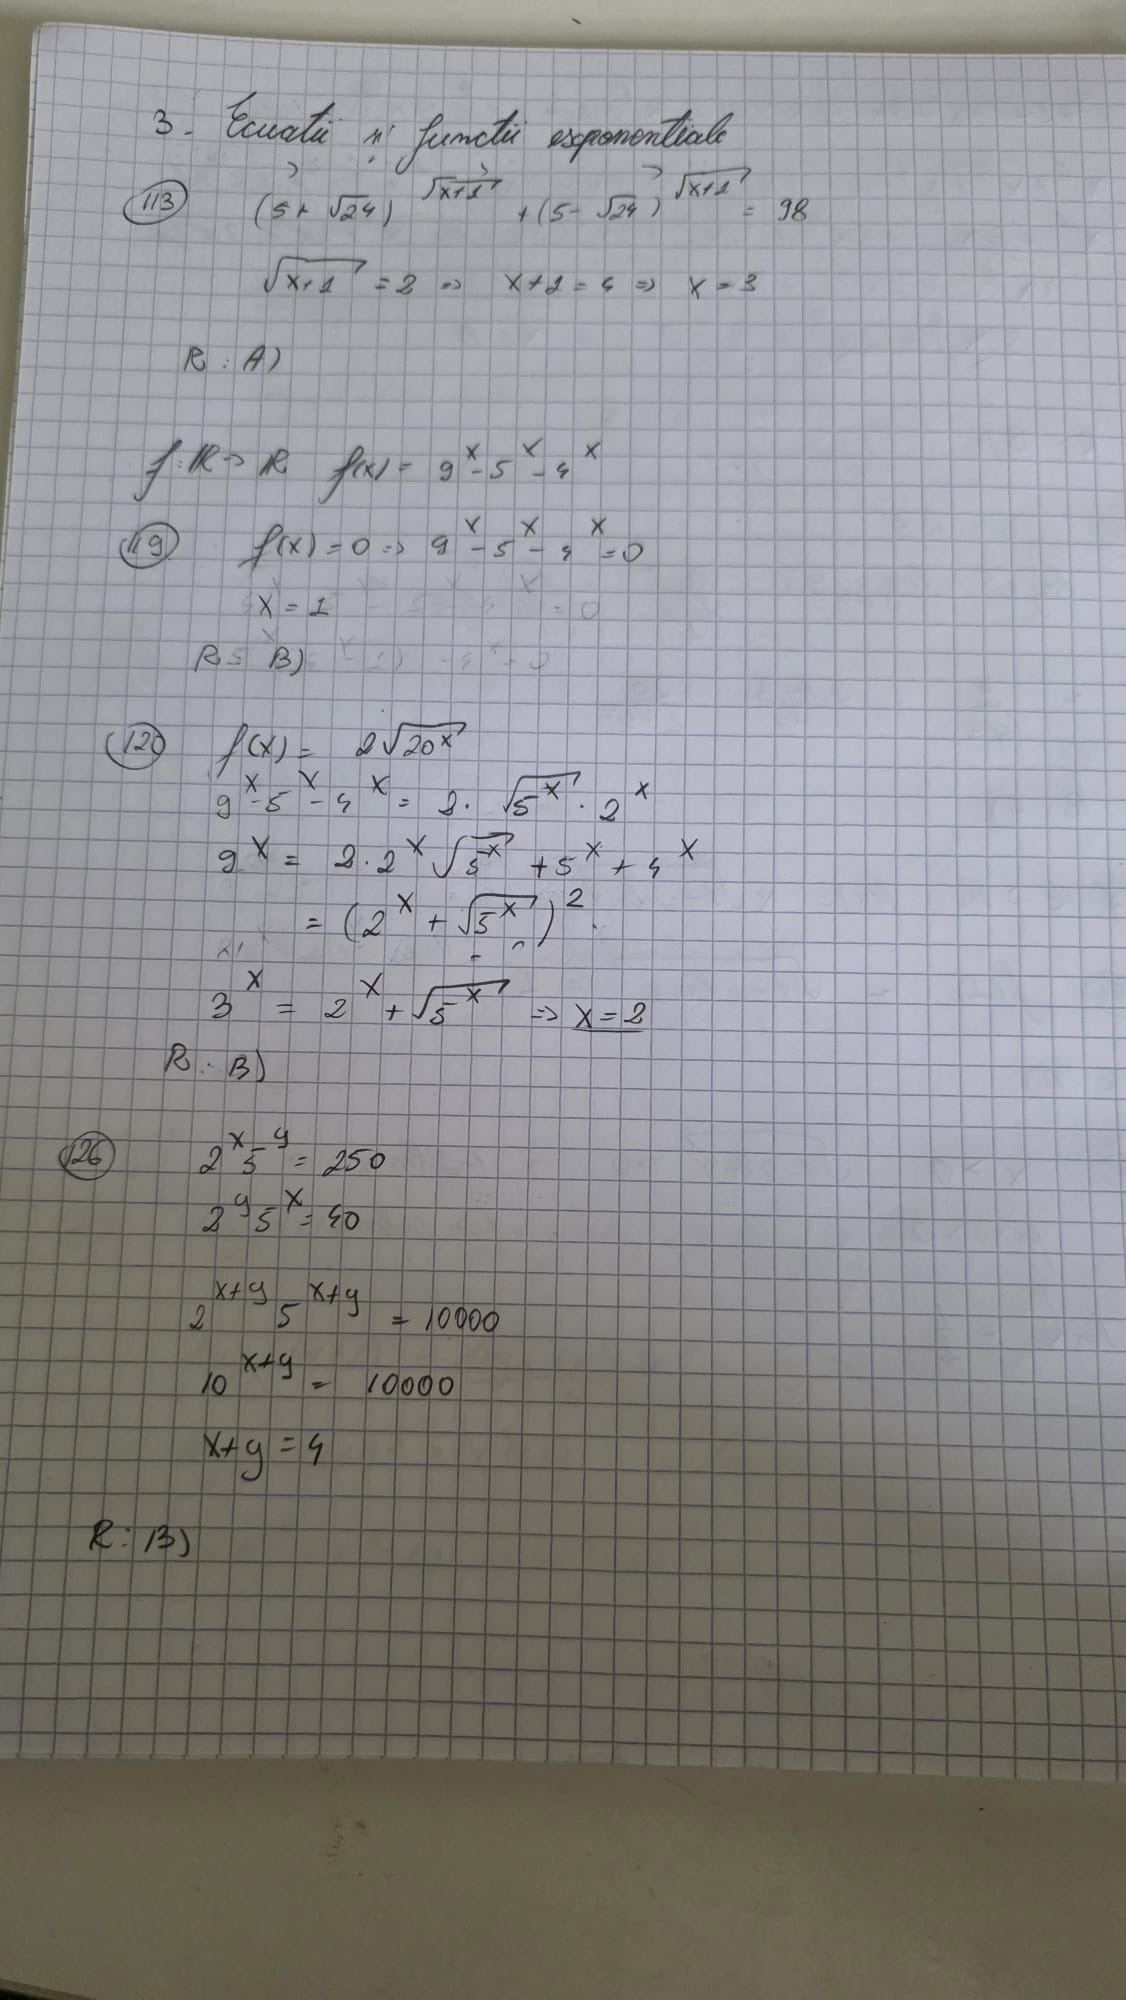 3. Ecuatii și funcții exponențiale
113 (5+√24)^√(x+1) + (5-√24)^√(x+1) = 98
√(x+1) = 2 => x+1 = 4 => x = 3
R: A)
f: R -> R f(x) = 9^x - 5^x - 4^x
119 f(x) = 0 => 9^x - 5^x - 4^x = 0
x = 1
R: B)
120 f(x) = 2√(20^x)
9^x - 5^x - 4^x = 2 · √(5^x) · 2^x
9^x = 2 · 2^x √(5^x) + 5^x + 4^x
= (2^x + √(5^x))^2
3^x = 2^x + √(5^x) => x = 2
R: B)
126 2^x 5^y = 250
2^y 5^x = 40
2^(x+y) 5^(x+y) = 10000
10^(x+y) = 10000
x+y = 4
R: B)